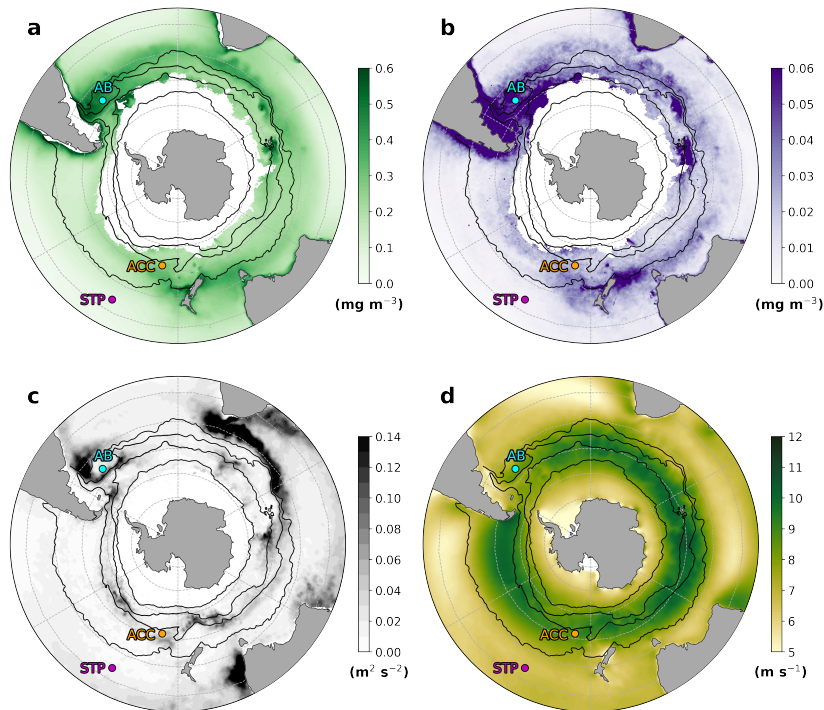 a
AB
ACC
STP
0.6
0.5
0.4
0.3
0.2
0.1
0.0
(mg m⁻³)
b
AB
ACC
STP
0.06
0.05
0.04
0.03
0.02
0.01
0.00
(mg m⁻³)
c
AB
ACC
STP
0.14
0.12
0.10
0.08
0.06
0.04
0.02
0.00
(m² s⁻²)
d
AB
ACC
STP
12
11
10
9
8
7
6
5
(m s⁻¹)